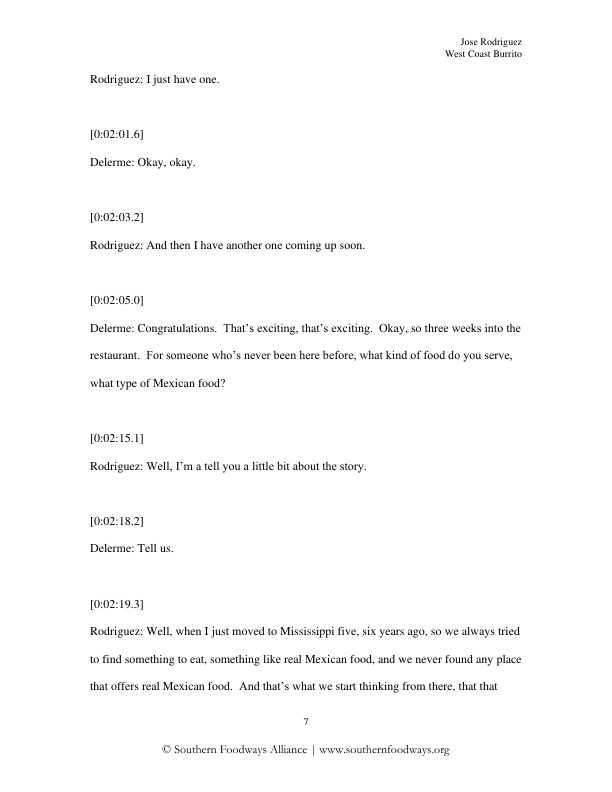 Jose Rodriguez
West Coast Burrito
Rodriguez: I just have one.
[0:02:01.6]
Delerme: Okay, okay.
[0:02:03.2]
Rodriguez: And then I have another one coming up soon.
[0:02:05.0]
Delerme: Congratulations.  That’s exciting, that’s exciting.  Okay, so three weeks into the
restaurant.  For someone who’s never been here before, what kind of food do you serve,
what type of Mexican food?
[0:02:15.1]
Rodriguez: Well, I’m a tell you a little bit about the story.
[0:02:18.2]
Delerme: Tell us.
[0:02:19.3]
Rodriguez: Well, when I just moved to Mississippi five, six years ago, so we always tried
to find something to eat, something like real Mexican food, and we never found any place
that offers real Mexican food.  And that’s what we start thinking from there, that that
7
© Southern Foodways Alliance | www.southernfoodways.org